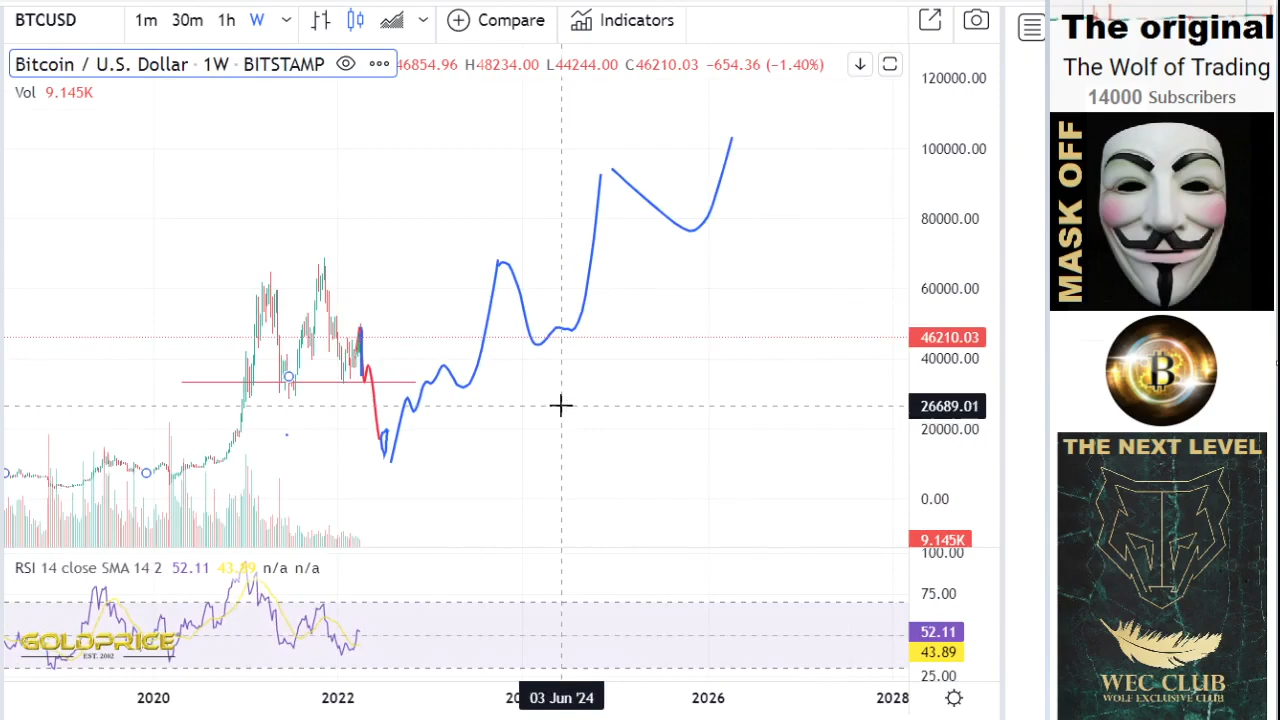 BTCUSD 1m 30m 1h W Compare Indicators
Bitcoin / U.S. Dollar · 1W · BITSTAMP 46854.96 H48234.00 L44244.00 C46210.03 −654.36 (−1.40%)
Vol 9.145K
120000.00
100000.00
80000.00
60000.00
46210.03
40000.00
26689.01
20000.00
0.00
9.145K
100.00
RSI 14 close SMA 14 2 52.11 43.89 n/a n/a
75.00
52.11
43.89
25.00
GOLDPRICE
EST. 2002
2020 2022 03 Jun '24 2026 2028
The original
The Wolf of Trading
14000 Subscribers
MASK OFF
THE NEXT LEVEL
WEC CLUB
WOLF EXCLUSIVE CLUB